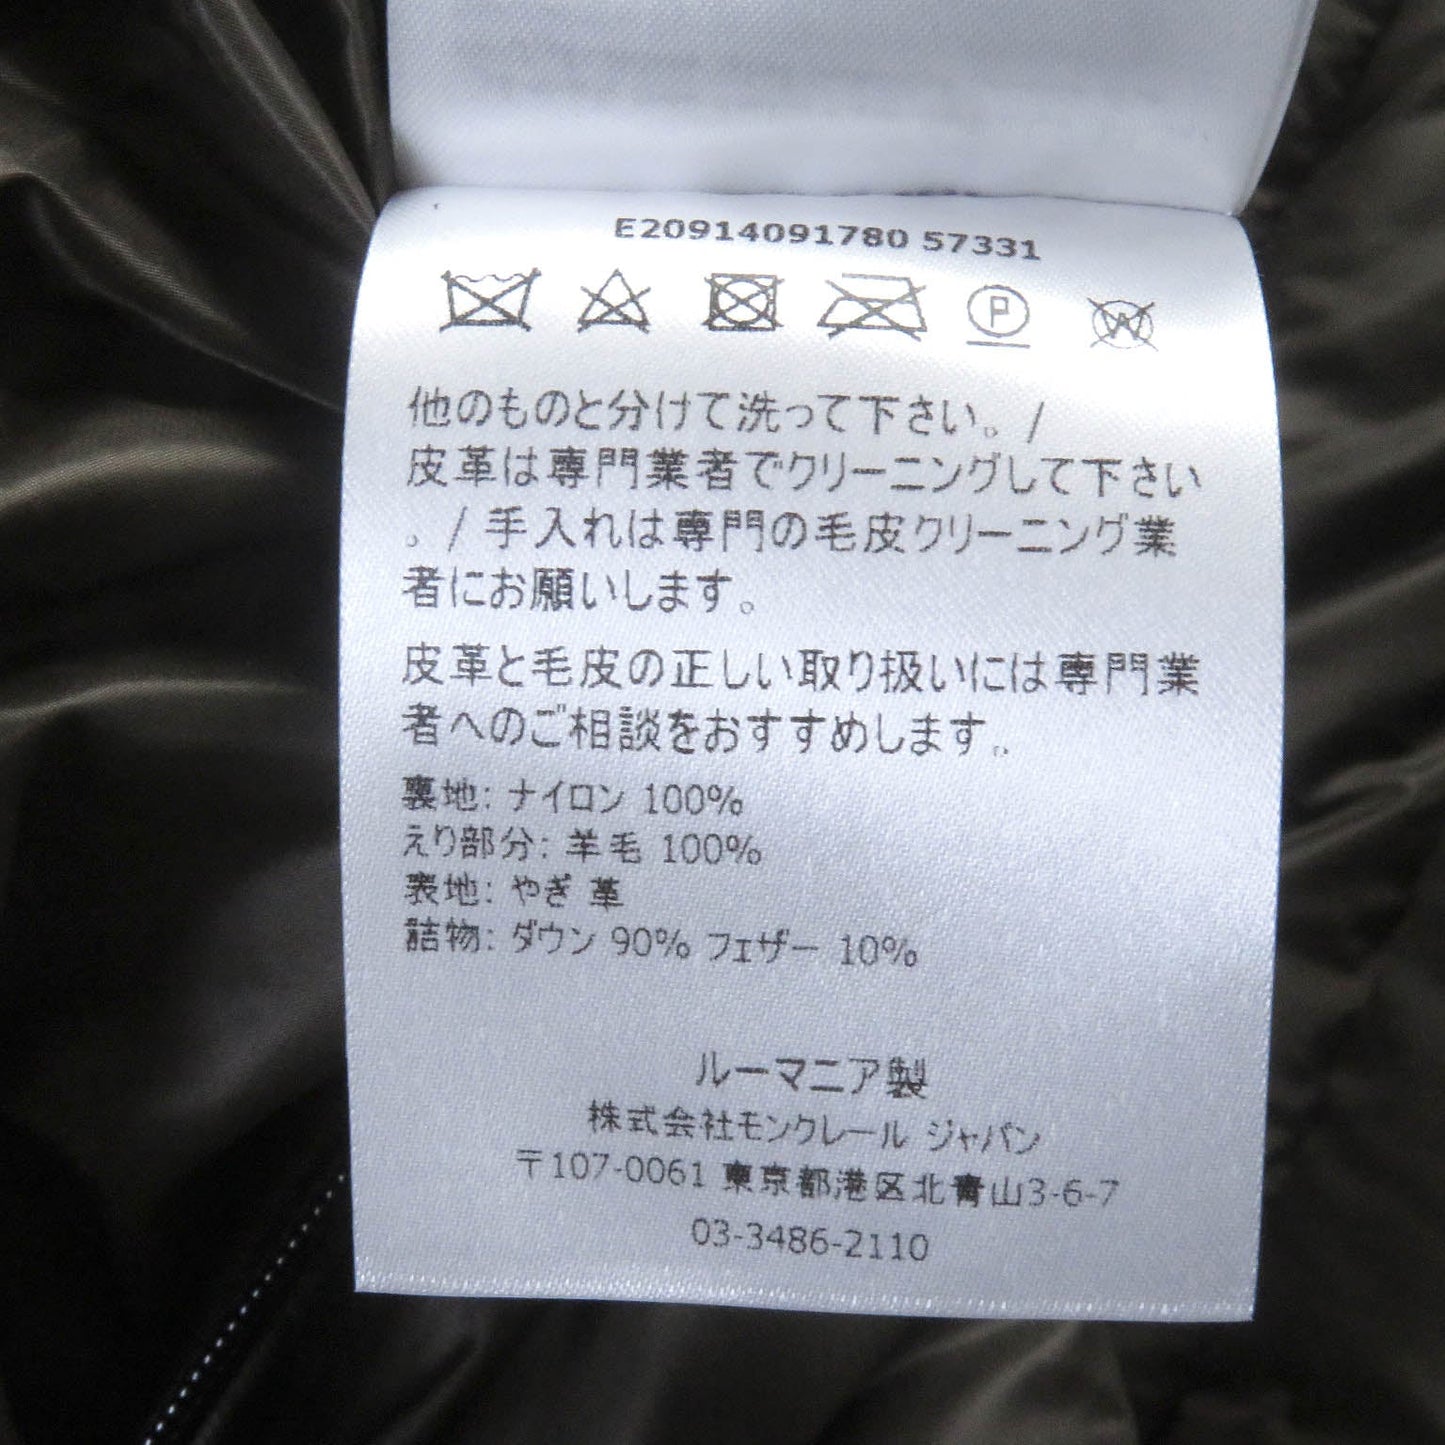 E20914091780 57331
P W
他のものと分けて洗って下さい。/
皮革は専門業者でクリーニングして下さい
。/ 手入れは専門の毛皮クリーニング業
者にお願いします。
皮革と毛皮の正しい取り扱いには専門業
者へのご相談をおすすめします。
裏地: ナイロン 100%
えり部分: 羊毛 100%
表地: やぎ 革
詰物: ダウン 90% フェザー 10%
ルーマニア製
株式会社モンクレール ジャパン
〒107-0061 東京都港区北青山3-6-7
03-3486-2110